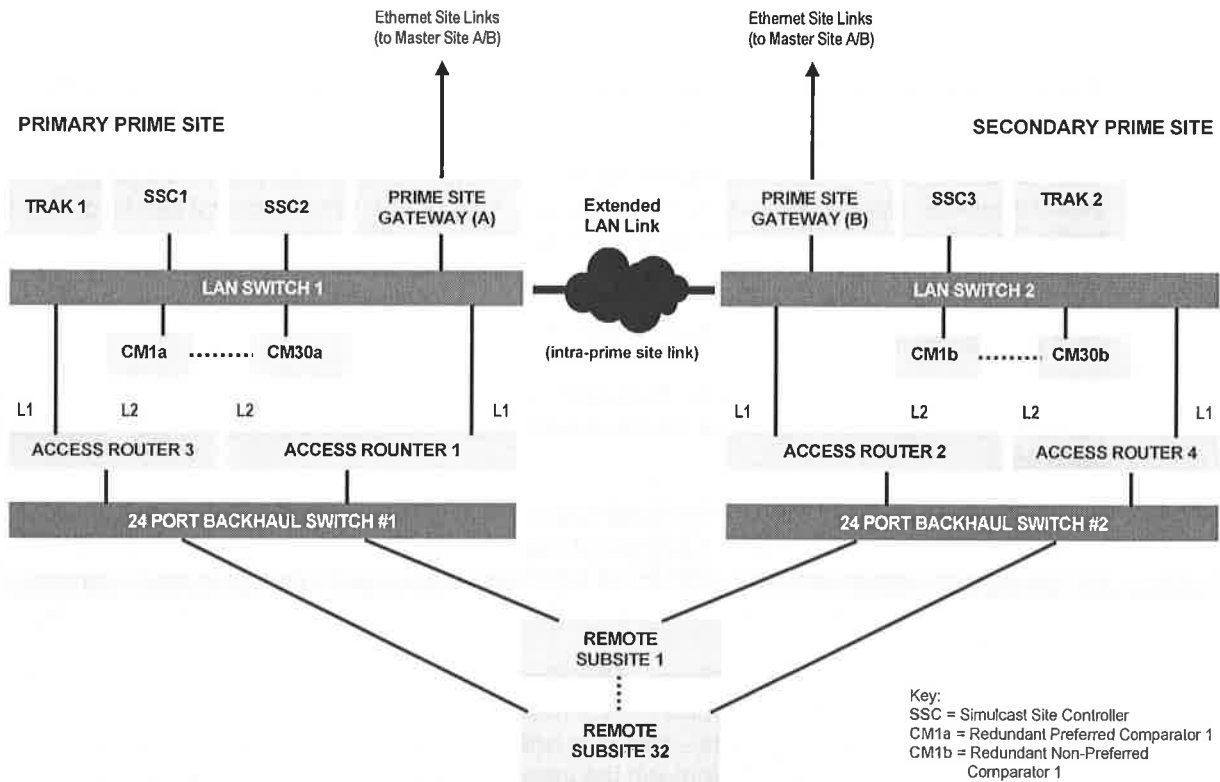 Ethernet Site Links
(to Master Site A/B)
Ethernet Site Links
(to Master Site A/B)
PRIMARY PRIME SITE
SECONDARY PRIME SITE
TRAK 1
SSC1
SSC2
PRIME SITE
GATEWAY (A)
Extended
LAN Link
PRIME SITE
GATEWAY (B)
SSC3
TRAK 2
LAN SWITCH 1
LAN SWITCH 2
CM1a
CM30a
(intra-prime site link)
CM1b
CM30b
L1
L2
L2
L1
L1
L2
L2
L1
ACCESS ROUTER 3
ACCESS ROUNTER 1
ACCESS ROUTER 2
ACCESS ROUTER 4
24 PORT BACKHAUL SWITCH #1
24 PORT BACKHAUL SWITCH #2
REMOTE
SUBSITE 1
REMOTE
SUBSITE 32
Key:
SSC = Simulcast Site Controller
CM1a = Redundant Preferred Comparator 1
CM1b = Redundant Non-Preferred
Comparator 1